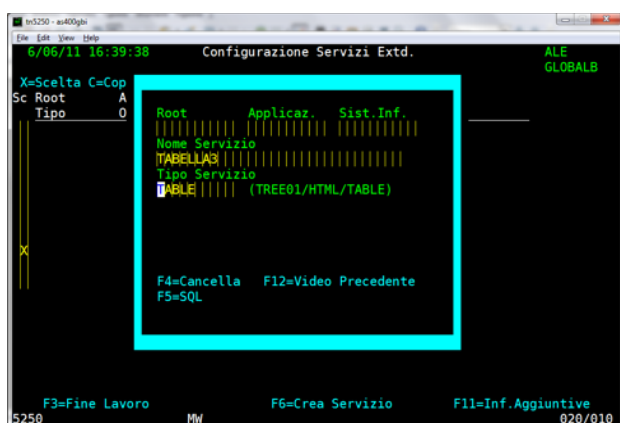 tn5250 - as400gbi
File Edit View Help
6/06/11 16:39:38 Configurazione Servizi Extd. ALE
GLOBALB
X=Scelta C=Cop
Sc Root A
Tipo O
Root Applicaz. Sist.Inf.
Nome Servizio
TABELLA3
Tipo Servizio
TABLE (TREE01/HTML/TABLE)
X
F4=Cancella F12=Video Precedente
F5=SQL
F3=Fine Lavoro F6=Crea Servizio F11=Inf.Aggiuntive
5250 MW 020/010